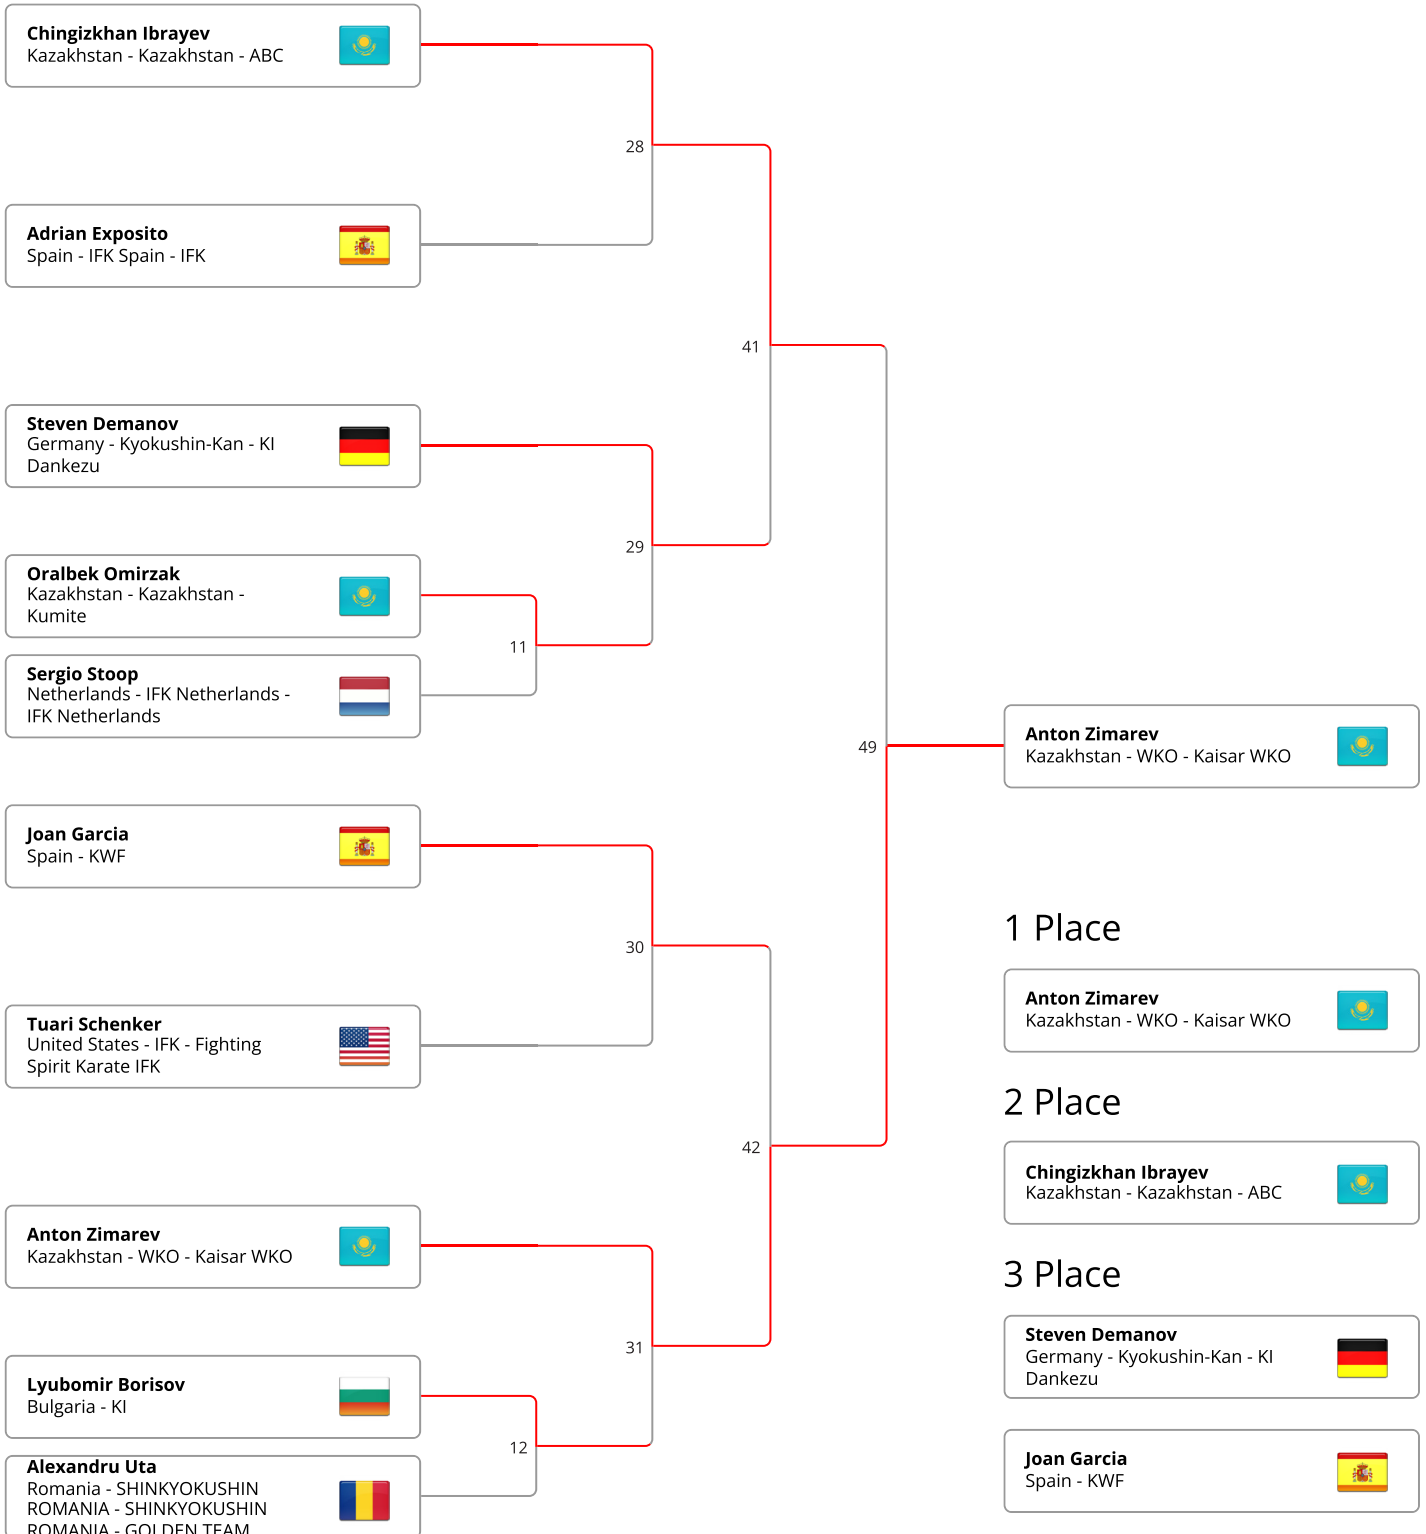 Chingizkhan Ibrayev
Kazakhstan - Kazakhstan - ABC
28
Adrian Exposito
Spain - IFK Spain - IFK
41
Steven Demanov
Germany - Kyokushin-Kan - KI
Dankezu
29
Oralbek Omirzak
Kazakhstan - Kazakhstan -
Kumite
11
Sergio Stoop
Netherlands - IFK Netherlands -
IFK Netherlands
49
Anton Zimarev
Kazakhstan - WKO - Kaisar WKO
Joan Garcia
Spain - KWF
30
Tuari Schenker
United States - IFK - Fighting
Spirit Karate IFK
42
Anton Zimarev
Kazakhstan - WKO - Kaisar WKO
31
Lyubomir Borisov
Bulgaria - KI
12
Alexandru Uta
Romania - SHINKYOKUSHIN
ROMANIA - SHINKYOKUSHIN
ROMANIA - GOLDEN TEAM
1 Place
Anton Zimarev
Kazakhstan - WKO - Kaisar WKO
2 Place
Chingizkhan Ibrayev
Kazakhstan - Kazakhstan - ABC
3 Place
Steven Demanov
Germany - Kyokushin-Kan - KI
Dankezu
Joan Garcia
Spain - KWF